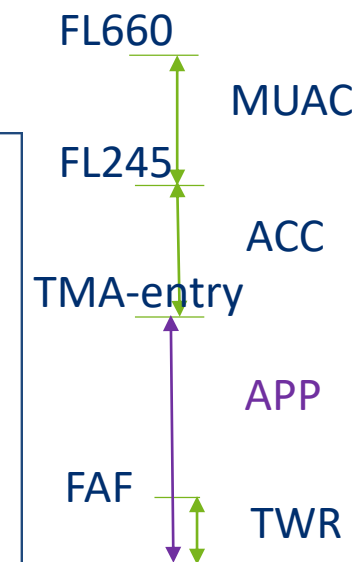 FL660
MUAC
FL245
ACC
TMA-entry
APP
FAF
TWR